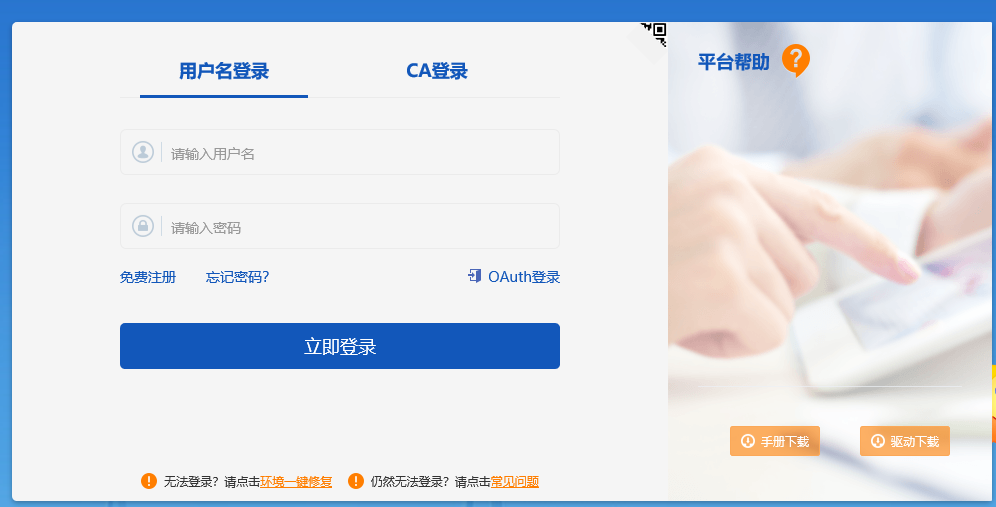 用户名登录 CA登录
平台帮助
请输入用户名
请输入密码
免费注册 忘记密码? OAuth登录
立即登录
手册下载 驱动下载
无法登录？请点击环境一键修复 仍然无法登录？请点击常见问题